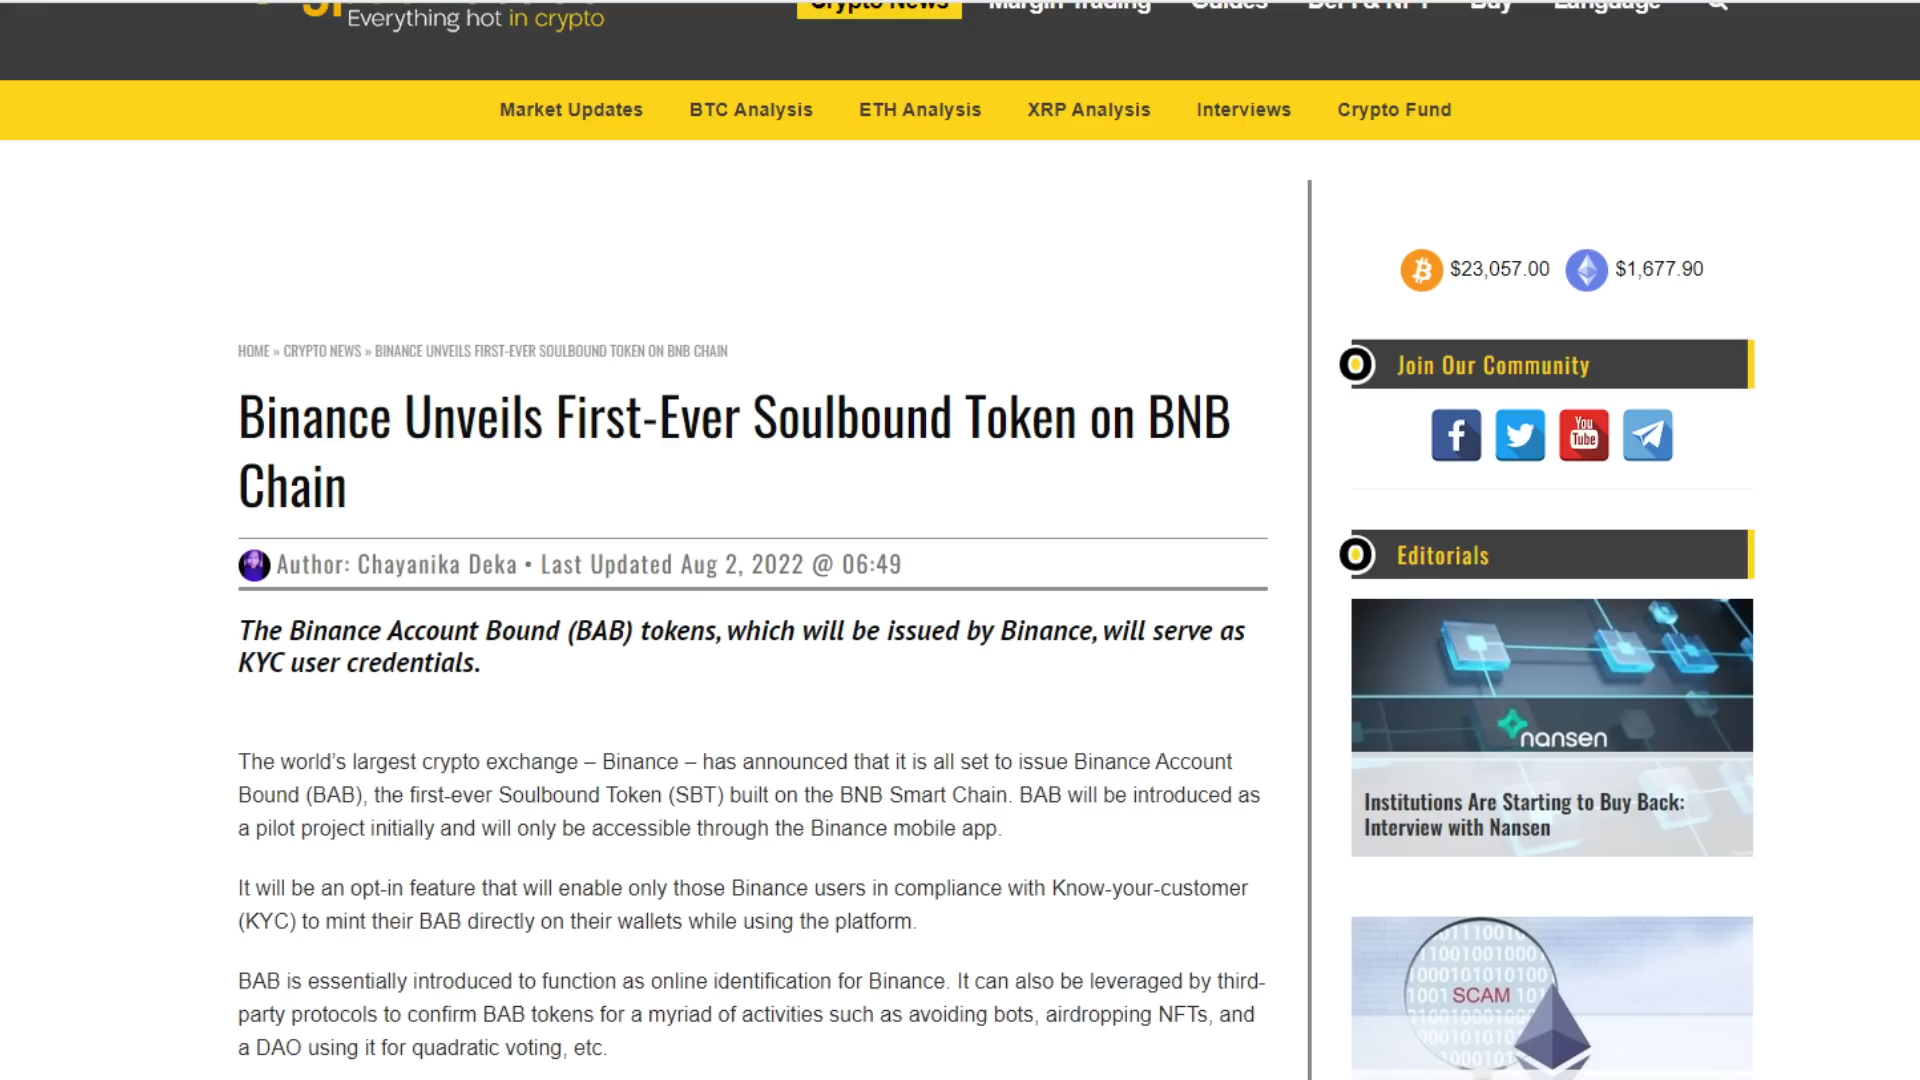 Everything hot in crypto
Crypto News Margin Trading Guides DeFi & NFT Buy Language
Market Updates BTC Analysis ETH Analysis XRP Analysis Interviews Crypto Fund
$23,057.00 $1,677.90
HOME » CRYPTO NEWS » BINANCE UNVEILS FIRST-EVER SOULBOUND TOKEN ON BNB CHAIN
Binance Unveils First-Ever Soulbound Token on BNB
Chain
Author: Chayanika Deka • Last Updated Aug 2, 2022 @ 06:49
The Binance Account Bound (BAB) tokens, which will be issued by Binance, will serve as
KYC user credentials.
The world's largest crypto exchange – Binance – has announced that it is all set to issue Binance Account
Bound (BAB), the first-ever Soulbound Token (SBT) built on the BNB Smart Chain. BAB will be introduced as
a pilot project initially and will only be accessible through the Binance mobile app.
It will be an opt-in feature that will enable only those Binance users in compliance with Know-your-customer
(KYC) to mint their BAB directly on their wallets while using the platform.
BAB is essentially introduced to function as online identification for Binance. It can also be leveraged by third-
party protocols to confirm BAB tokens for a myriad of activities such as avoiding bots, airdropping NFTs, and
a DAO using it for quadratic voting, etc.
Join Our Community
You
Tube
Editorials
nansen
Institutions Are Starting to Buy Back:
Interview with Nansen
SCAM